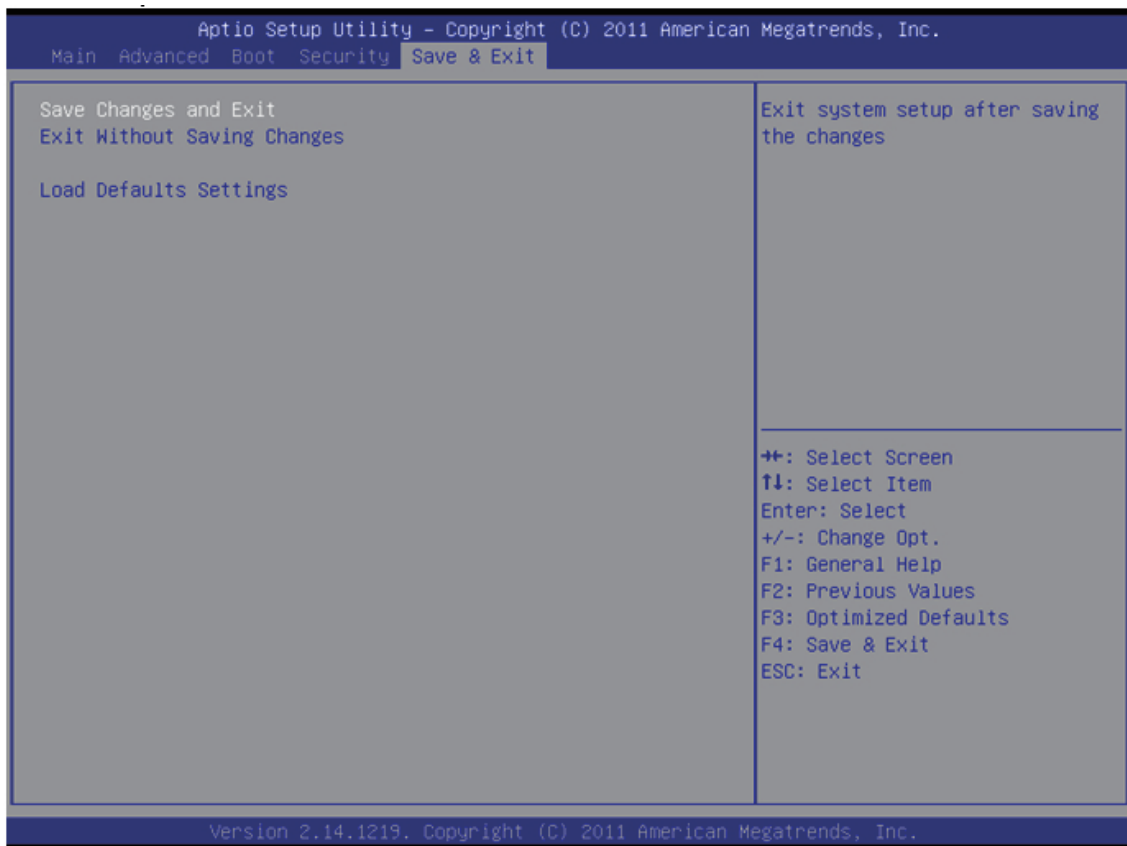 Aptio Setup Utility – Copyright (C) 2011 American Megatrends, Inc.
Main Advanced Boot Security Save & Exit
Save Changes and Exit
Exit Without Saving Changes
Load Defaults Settings
Exit system setup after saving
the changes
→←: Select Screen
↑↓: Select Item
Enter: Select
+/-: Change Opt.
F1: General Help
F2: Previous Values
F3: Optimized Defaults
F4: Save & Exit
ESC: Exit
Version 2.14.1219. Copyright (C) 2011 American Megatrends, Inc.